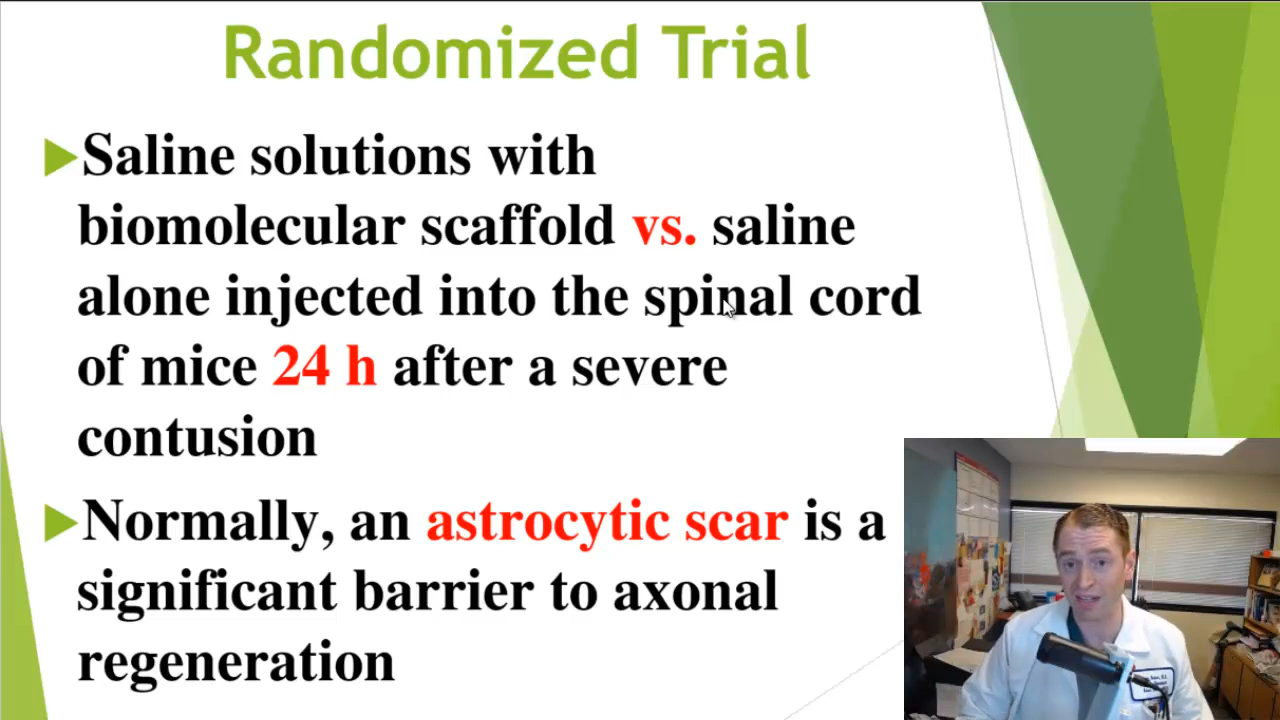 Randomized Trial
Saline solutions with
biomolecular scaffold vs. saline
alone injected into the spinal cord
of mice 24 h after a severe
contusion
Normally, an astrocytic scar is a
significant barrier to axonal
regeneration